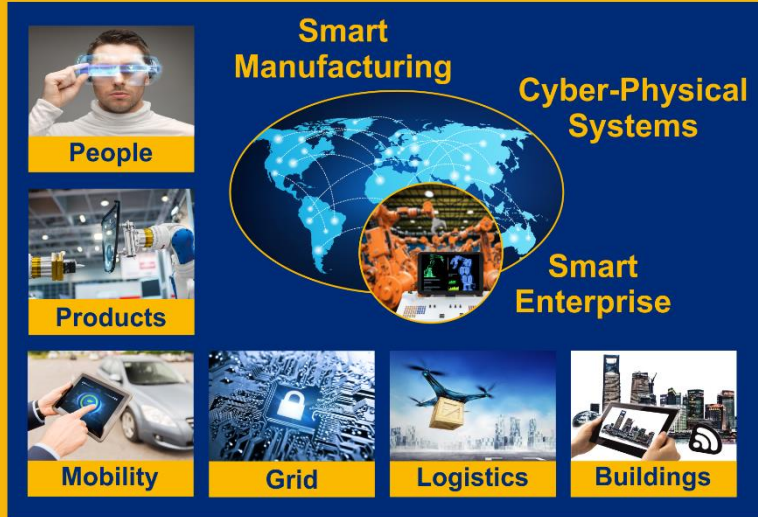 Smart
Manufacturing
Cyber-Physical
Systems
People
Smart
Enterprise
Products
Mobility
Grid
Logistics
Buildings